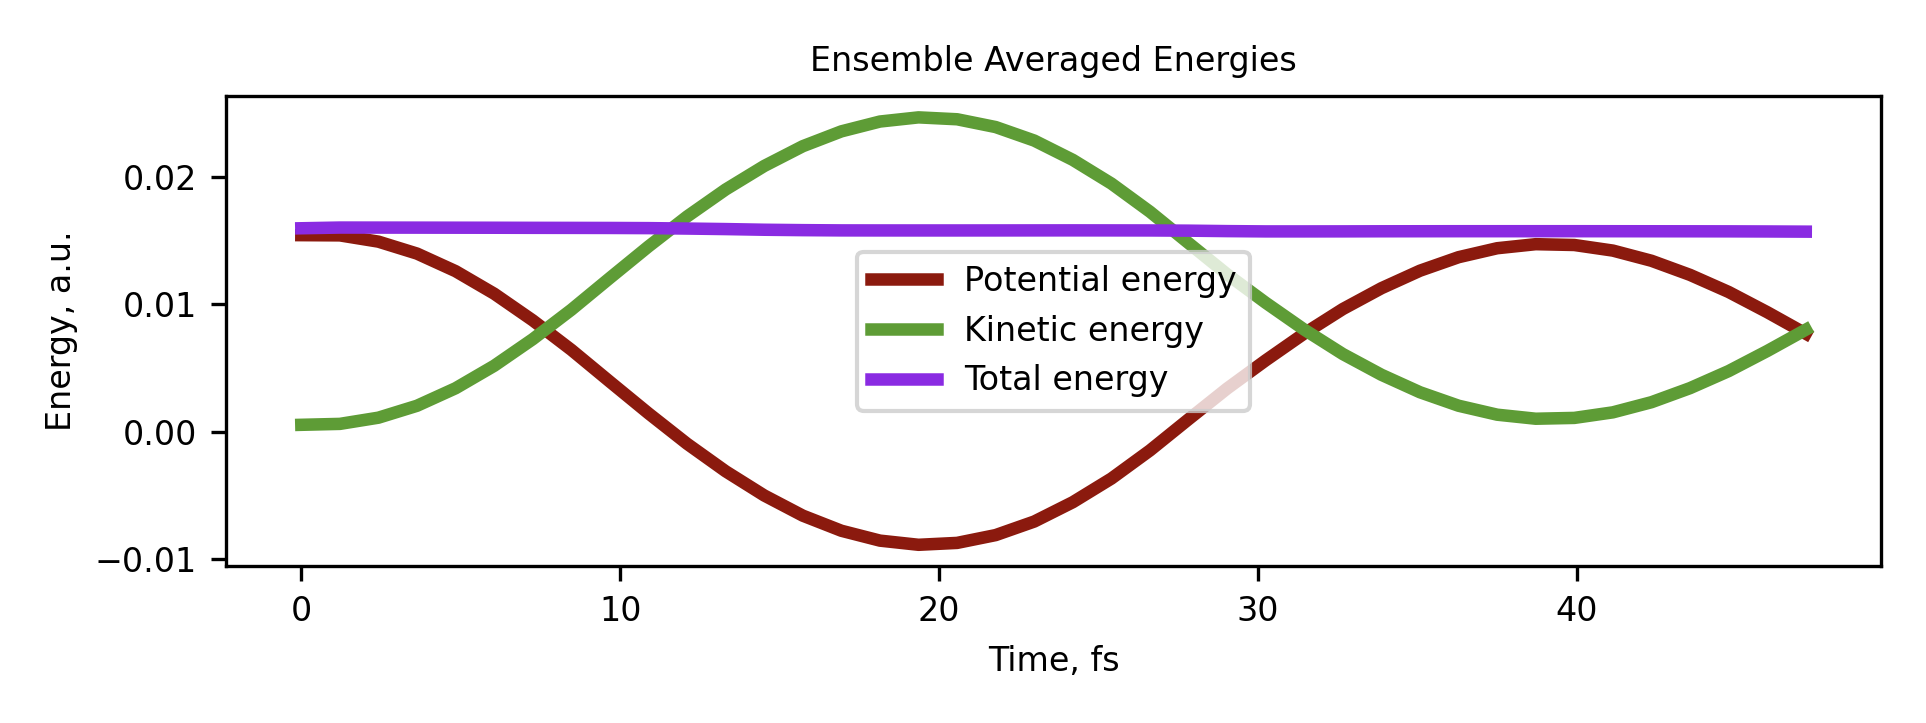 Ensemble Averaged Energies
0.02
0.01
0.00
−0.01
Energy, a.u.
Potential energy
Kinetic energy
Total energy
0 10 20 30 40
Time, fs